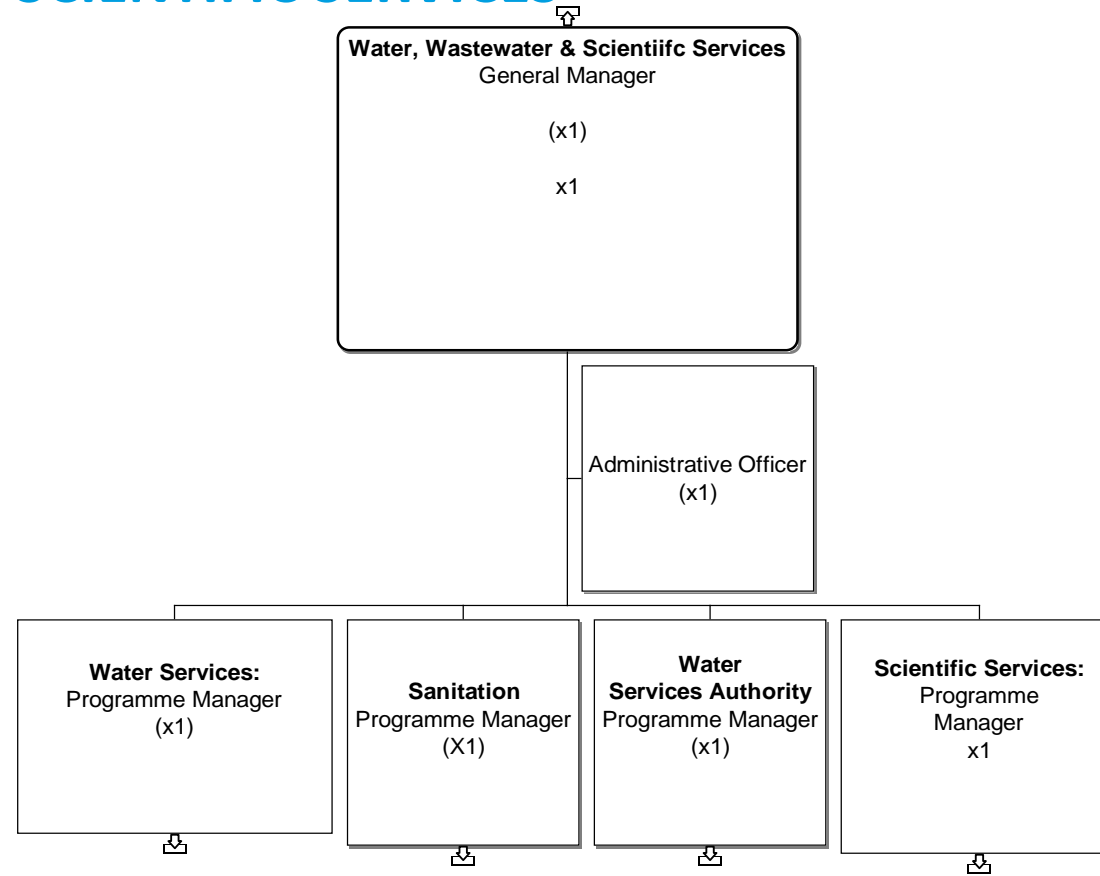 Water, Wastewater & Scientiifc Services
General Manager
(x1)
x1
Administrative Officer
(x1)
Water Services:
Programme Manager
(x1)
Sanitation
Programme Manager
(X1)
Water
Services Authority
Programme Manager
(x1)
Scientific Services:
Programme
Manager
x1